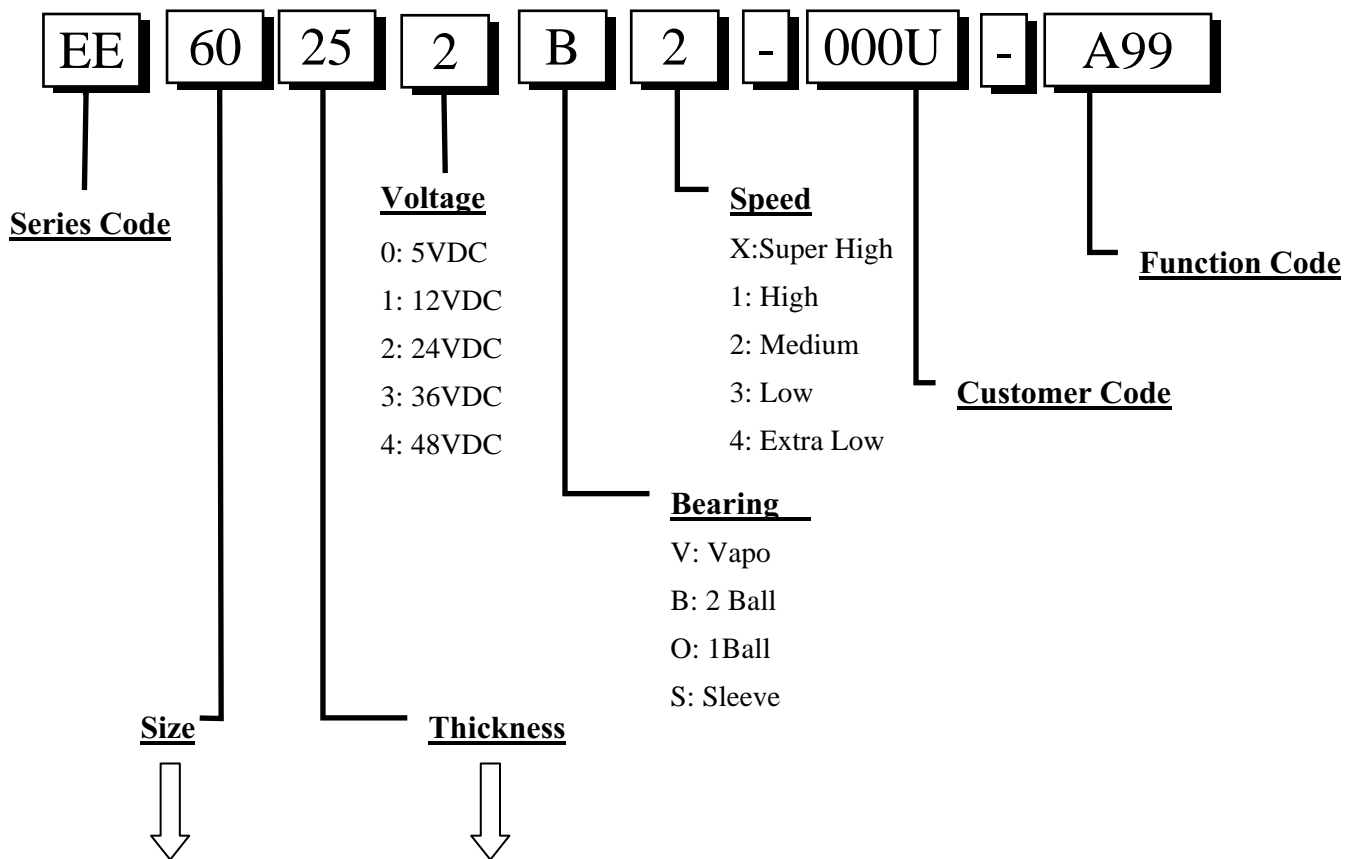 EE 60 25 2 B 2 - 000U - A99
Series Code
Voltage
0: 5VDC
1: 12VDC
2: 24VDC
3: 36VDC
4: 48VDC
Speed
X:Super High
1: High
2: Medium
3: Low
4: Extra Low
Function Code
Customer Code
Bearing
V: Vapo
B: 2 Ball
O: 1Ball
S: Sleeve
Size
Thickness